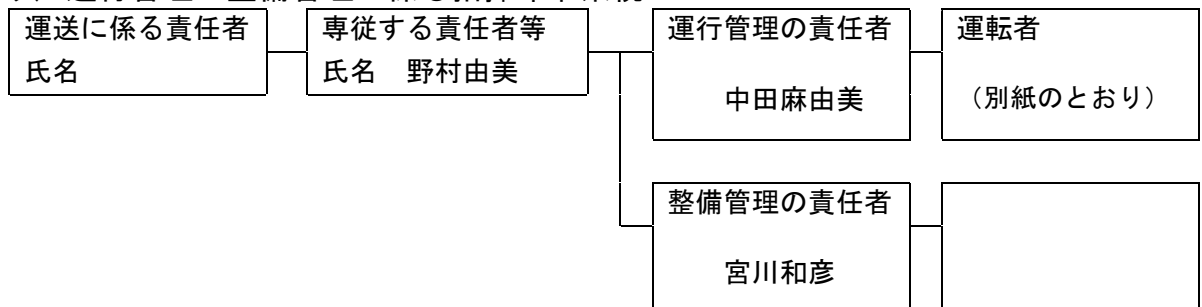 運送に係る責任者
氏名
専従する責任者等
氏名 野村由美
運行管理の責任者
中田麻由美
運転者
（別紙のとおり）
整備管理の責任者
宮川和彦